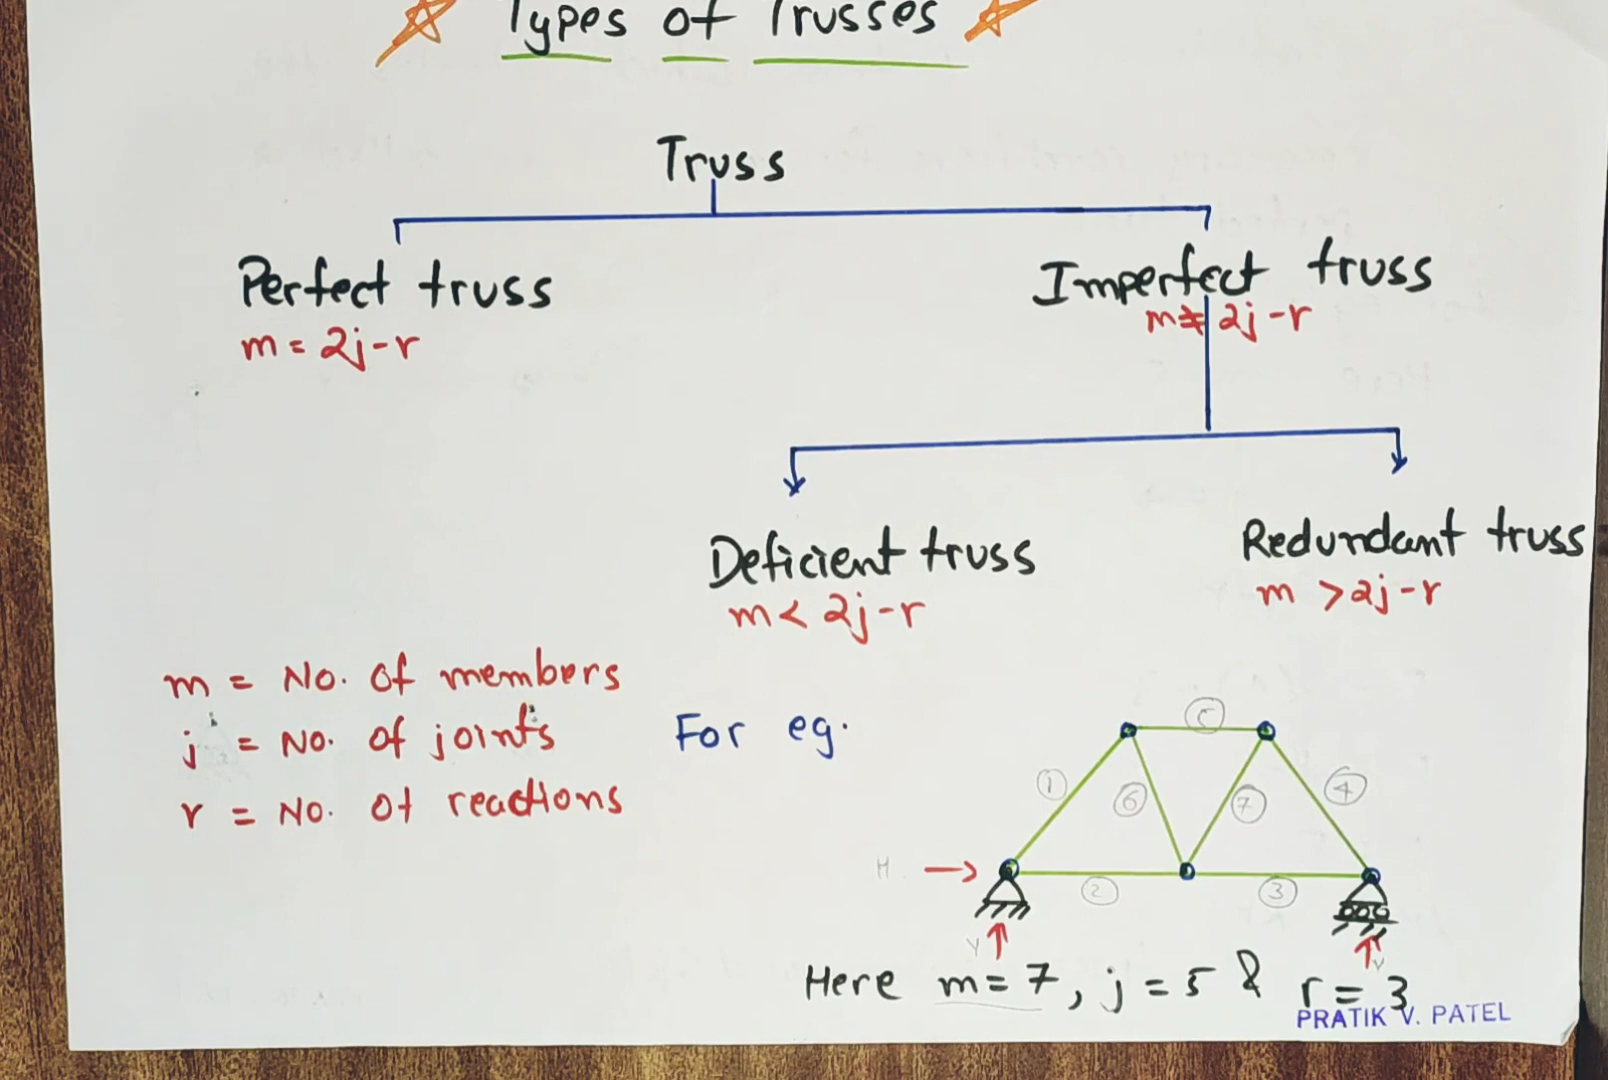 Types of Trusses
Truss
Perfect truss
m = 2j-r
Imperfect truss
m ≠ 2j-r
Deficient truss
m < 2j-r
Redundant truss
m > 2j-r
m = No. of members
j = No. of joints
r = No. of reactions
For eg.
5
1
6
7
4
H
2
3
V
V
Here m = 7, j = 5 & r = 3
PRATIK V. PATEL